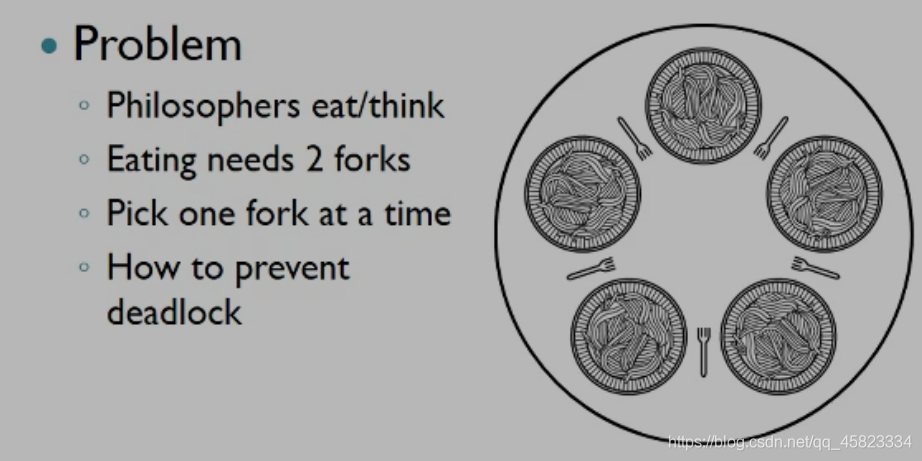 Problem
Philosophers eat/think
Eating needs 2 forks
Pick one fork at a time
How to prevent
deadlock
https://blog.csdn.net/qq_45823334